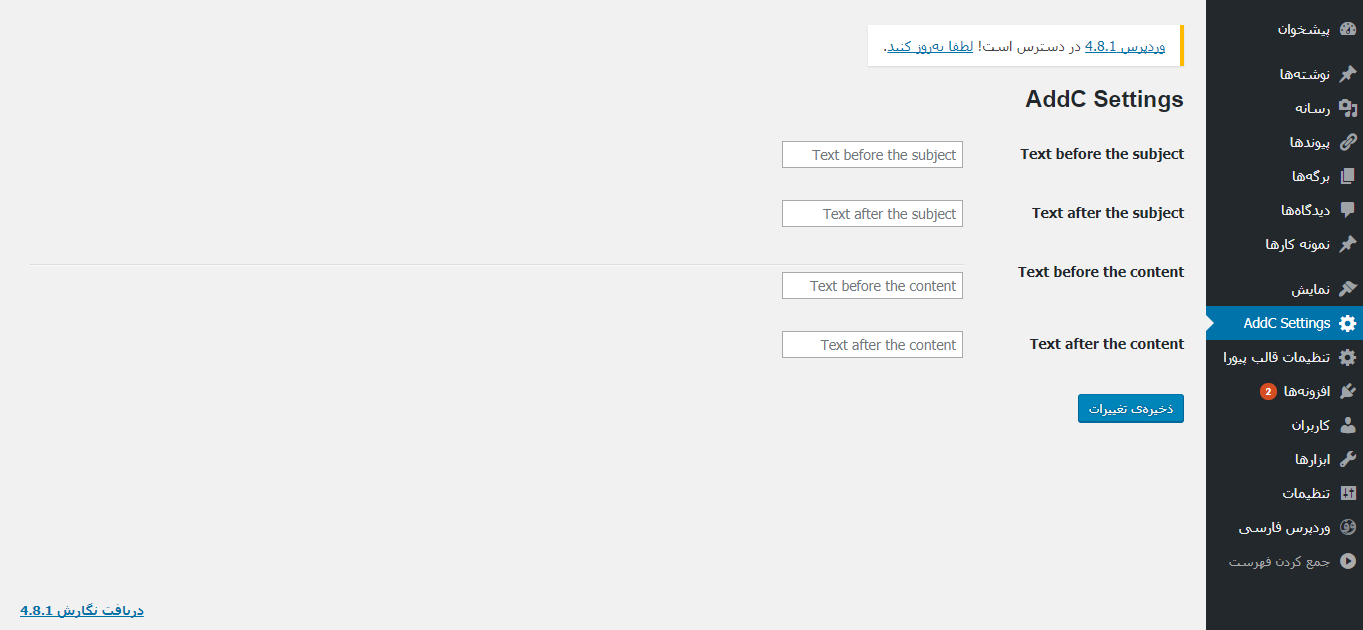 پیشخوان
نوشته‌ها
رسانه
پیوندها
برگه‌ها
دیدگاه‌ها
نمونه کارها
نمایش
AddC Settings
تنظیمات قالب پیورا
افزونه‌ها 2
کاربران
ابزارها
تنظیمات
وردپرس فارسی
جمع کردن فهرست
وردپرس 4.8.1 در دسترس است! لطفا به‌روز کنید.
AddC Settings
Text before the subject
Text before the subject
Text after the subject
Text after the subject
Text before the content
Text before the content
Text after the content
Text after the content
ذخیره‌ی تغییرات
دریافت نگارش 4.8.1